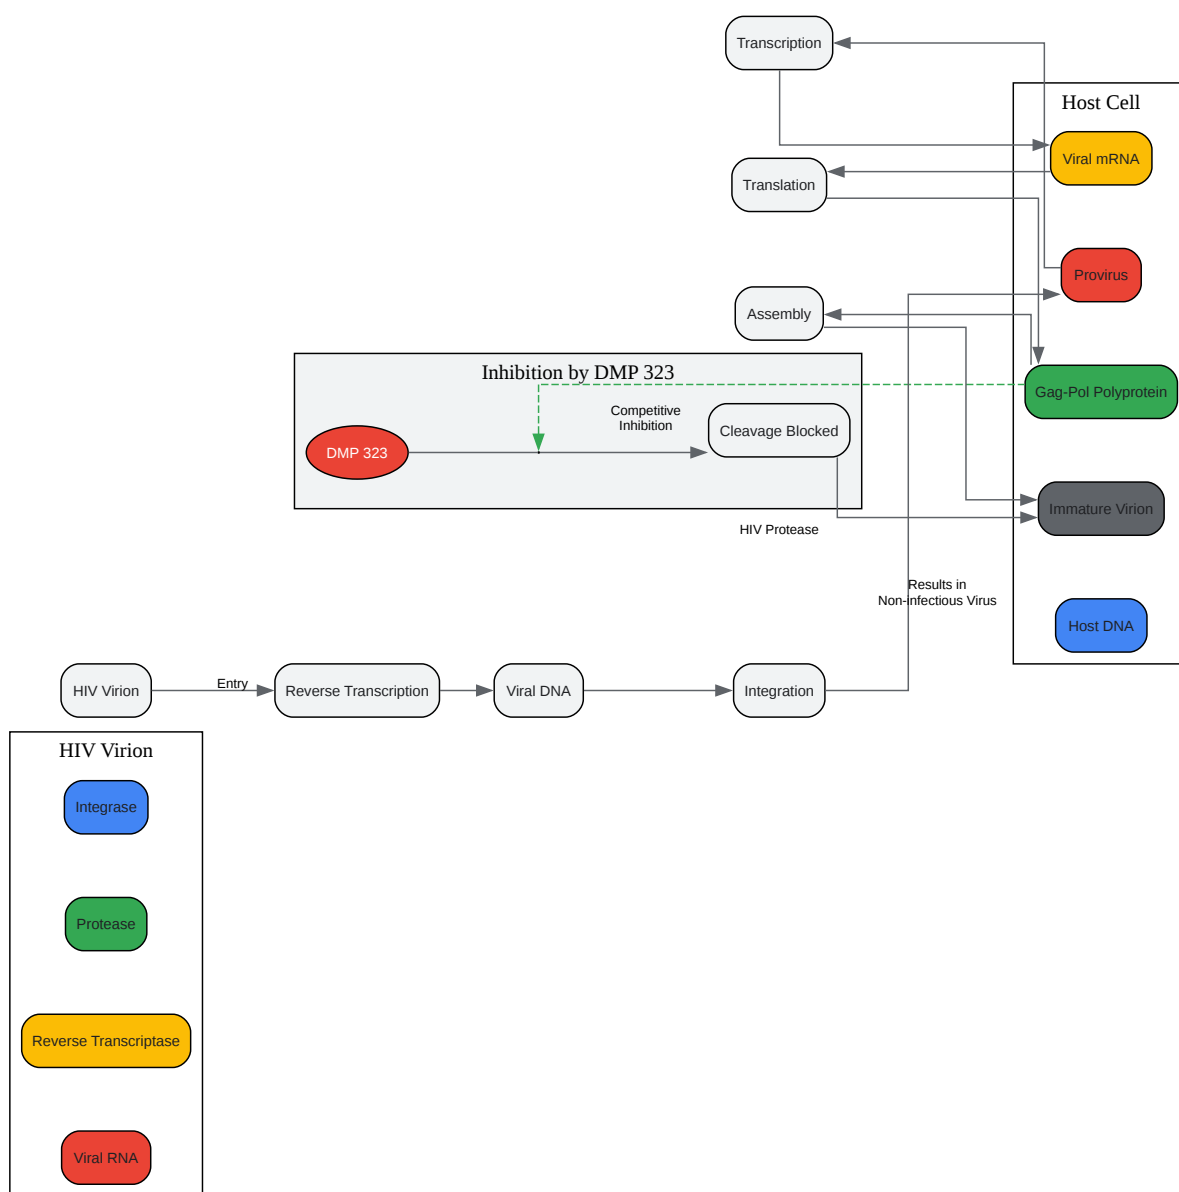 Transcription
Host Cell
Viral mRNA
Translation
Provirus
Assembly
Inhibition by DMP 323
Gag-Pol Polyprotein
Competitive
Inhibition
Cleavage Blocked
DMP 323
Immature Virion
HIV Protease
Results in
Non-infectious Virus
Host DNA
HIV Virion
Entry
Reverse Transcription
Viral DNA
Integration
HIV Virion
Integrase
Protease
Reverse Transcriptase
Viral RNA